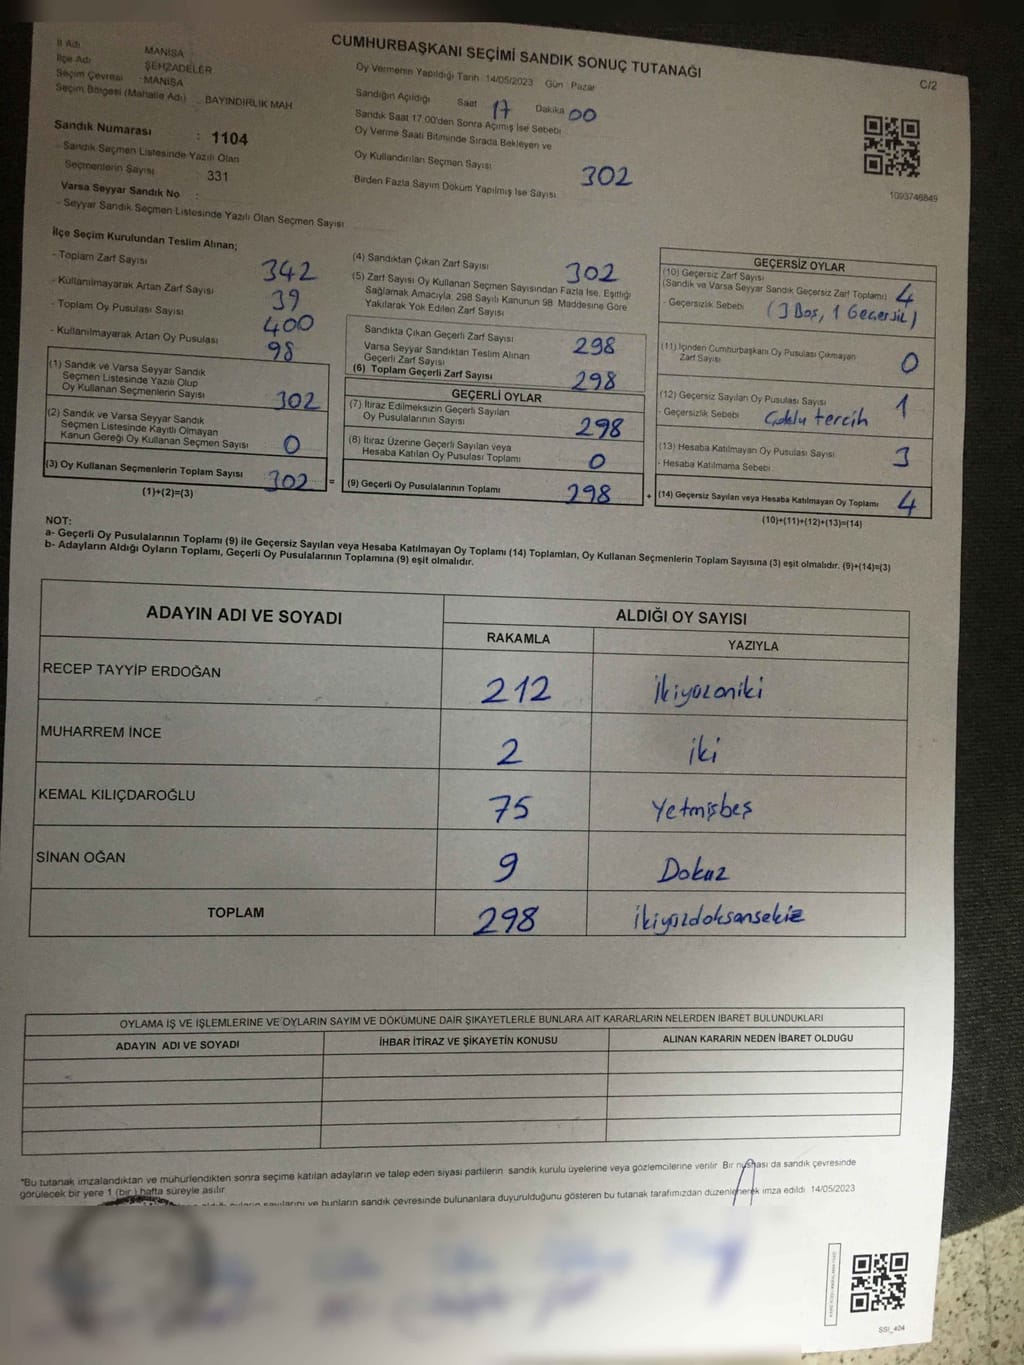 CUMHURBAŞKANI SEÇİMİ SANDIK SONUÇ TUTANAĞI
C/2
İl Adı MANİSA
İlçe Adı ŞEHZADELER
Seçim Çevresi : MANİSA
Seçim Bölgesi (Mahalle Adı) : BAYINDIRLIK MAH
Sandık Numarası : 1104
- Sandık Seçmen Listesinde Yazılı Olan
Seçmenlerin Sayısı : 331
Varsa Seyyar Sandık No :
- Seyyar Sandık Seçmen Listesinde Yazılı Olan Seçmen Sayısı
Oy Vermenin Yapıldığı Tarih : 14/05/2023 Gün : Pazar
Sandığın Açıldığı Saat 17 Dakika 00
Sandık Saat 17.00'den Sonra Açılmış İse Sebebi
Oy Verme Saati Bitiminde Sırada Bekleyen ve
Oy Kullandırılan Seçmen Sayısı 302
Birden Fazla Sayım Döküm Yapılmış İse Sayısı
1093746849
İlçe Seçim Kurulundan Teslim Alınan;
- Toplam Zarf Sayısı 342
- Kullanılmayarak Artan Zarf Sayısı 39
- Toplam Oy Pusulası Sayısı 400
- Kullanılmayarak Artan Oy Pusulası 98
(1) Sandık ve Varsa Seyyar Sandık
Seçmen Listesinde Yazılı Olup
Oy Kullanan Seçmenlerin Sayısı 302
(2) Sandık ve Varsa Seyyar Sandık
Seçmen Listesinde Kayıtlı Olmayan
Kanun Gereği Oy Kullanan Seçmen Sayısı 0
(3) Oy Kullanan Seçmenlerin Toplam Sayısı 302 =
(1)+(2)=(3)
(4) Sandıktan Çıkan Zarf Sayısı 302
(5) Zarf Sayısı Oy Kullanan Seçmen Sayısından Fazla İse, Eşitliği
Sağlamak Amacıyla, 298 Sayılı Kanunun 98. Maddesine Göre
Yakılarak Yok Edilen Zarf Sayısı
Sandıkta Çıkan Geçerli Zarf Sayısı 298
Varsa Seyyar Sandıktan Teslim Alınan
Geçerli Zarf Sayısı
(6) Toplam Geçerli Zarf Sayısı 298
GEÇERLİ OYLAR
(7) İtiraz Edilmeksizin Geçerli Sayılan
Oy Pusulalarının Sayısı 298
(8) İtiraz Üzerine Geçerli Sayılan veya
Hesaba Katılan Oy Pusulası Toplamı 0
(9) Geçerli Oy Pusulalarının Toplamı 298 +
GEÇERSİZ OYLAR
(10) Geçersiz Zarf Sayısı
(Sandık ve Varsa Seyyar Sandık Geçersiz Zarf Toplamı) 4
- Geçersizlik Sebebi (3 Boş, 1 Geçersiz)
(11) İçinden Cumhurbaşkanı Oy Pusulası Çıkmayan
Zarf Sayısı 0
(12) Geçersiz Sayılan Oy Pusulası Sayısı 1
- Geçersizlik Sebebi Çoklu tercih
(13) Hesaba Katılmayan Oy Pusulası Sayısı 3
- Hesaba Katılmama Sebebi
(14) Geçersiz Sayılan veya Hesaba Katılmayan Oy Toplamı 4
(10)+(11)+(12)+(13)=(14)
NOT:
a- Geçerli Oy Pusulalarının Toplamı (9) ile Geçersiz Sayılan veya Hesaba Katılmayan Oy Toplamı (14) Toplamları, Oy Kullanan Seçmenlerin Toplam Sayısına (3) eşit olmalıdır. (9)+(14)=(3)
b- Adayların Aldığı Oyların Toplamı, Geçerli Oy Pusulalarının Toplamına (9) eşit olmalıdır.
ADAYIN ADI VE SOYADI
ALDIĞI OY SAYISI
RAKAMLA YAZIYLA
RECEP TAYYİP ERDOĞAN 212 İkiyüzoniki
MUHARREM İNCE 2 iki
KEMAL KILIÇDAROĞLU 75 Yetmişbeş
SİNAN OĞAN 9 Dokuz
TOPLAM 298 ikiyüzdoksansekiz
OYLAMA İŞ VE İŞLEMLERİNE VE OYLARIN SAYIM VE DÖKÜMÜNE DAİR ŞİKAYETLERLE BUNLARA AİT KARARLARIN NELERDEN İBARET BULUNDUKLARI
ADAYIN ADI VE SOYADI İHBAR İTİRAZ VE ŞİKAYETİN KONUSU ALINAN KARARIN NEDEN İBARET OLDUĞU
"Bu tutanak imzalandıktan ve mühürlendikten sonra seçime katılan adayların ve talep eden siyasi partilerin sandık kurulu üyelerine veya gözlemcilerine verilir. Bir nüshası da sandık çevresinde
görülecek bir yere 1 (bir) hafta süreyle asılır.
sayılarını ve bunların sandık çevresinde bulunanlara duyurulduğunu gösteren bu tutanak tarafımızdan düzenlenerek imza edildi. 14/05/2023
SSİ_404